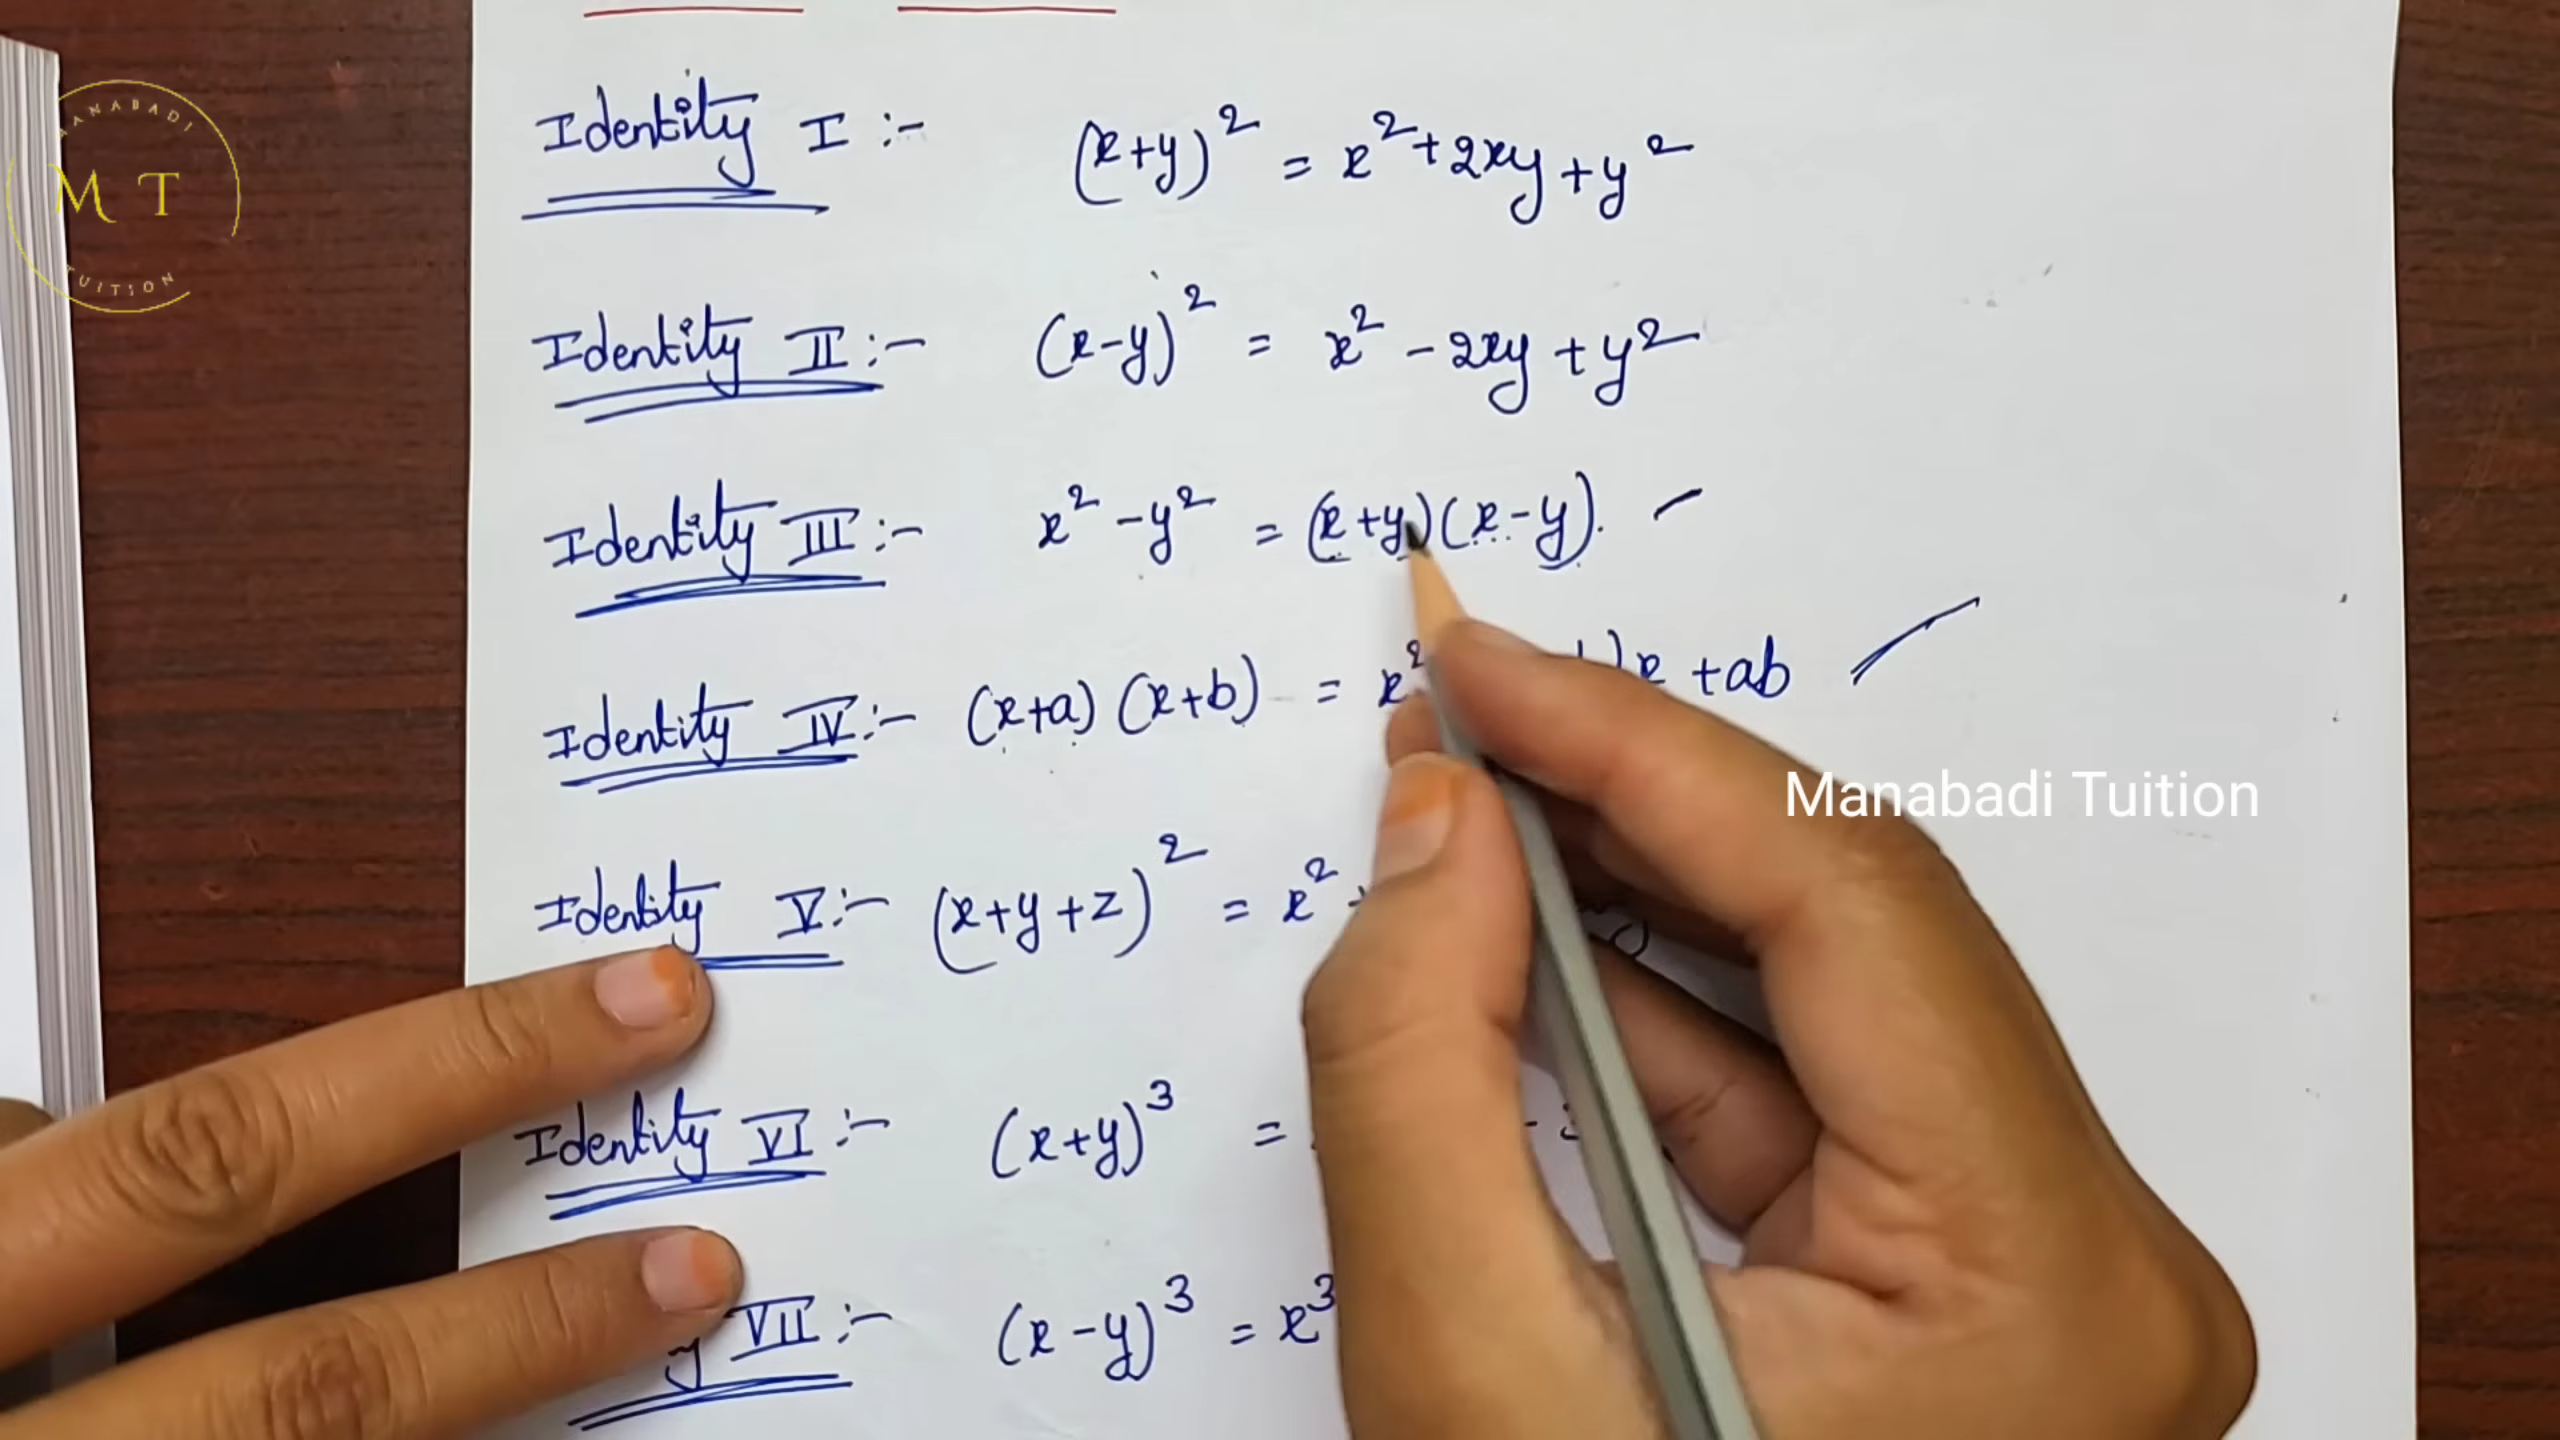 MANABADI
M T
TUITION
Identity I :- (x+y)² = x² + 2xy + y²
Identity II :- (x-y)² = x² - 2xy + y²
Identity III :- x² - y² = (x+y)(x-y).
Identity IV :- (x+a) (x+b) = x² )x + ab
Manabadi Tuition
Identity V :- (x+y+z)² = x² +
Identity VI :- (x+y)³ =
y VII :- (x-y)³ = x³